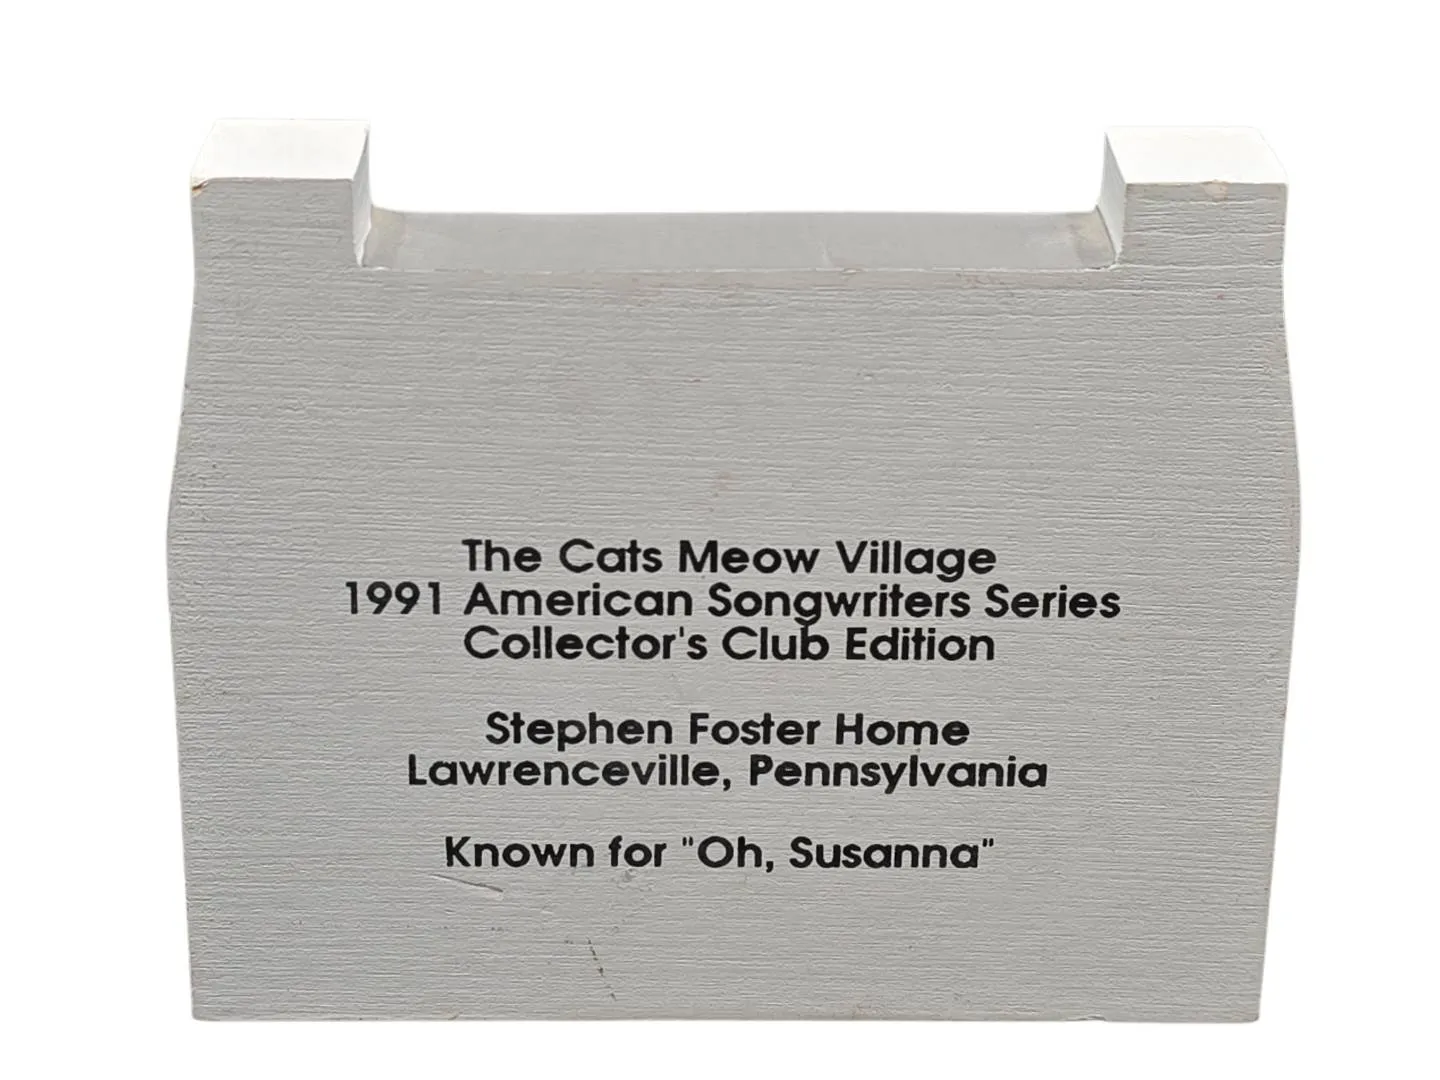 The Cats Meow Village
1991 American Songwriters Series
Collector's Club Edition
Stephen Foster Home
Lawrenceville, Pennsylvania
Known for "Oh, Susanna"